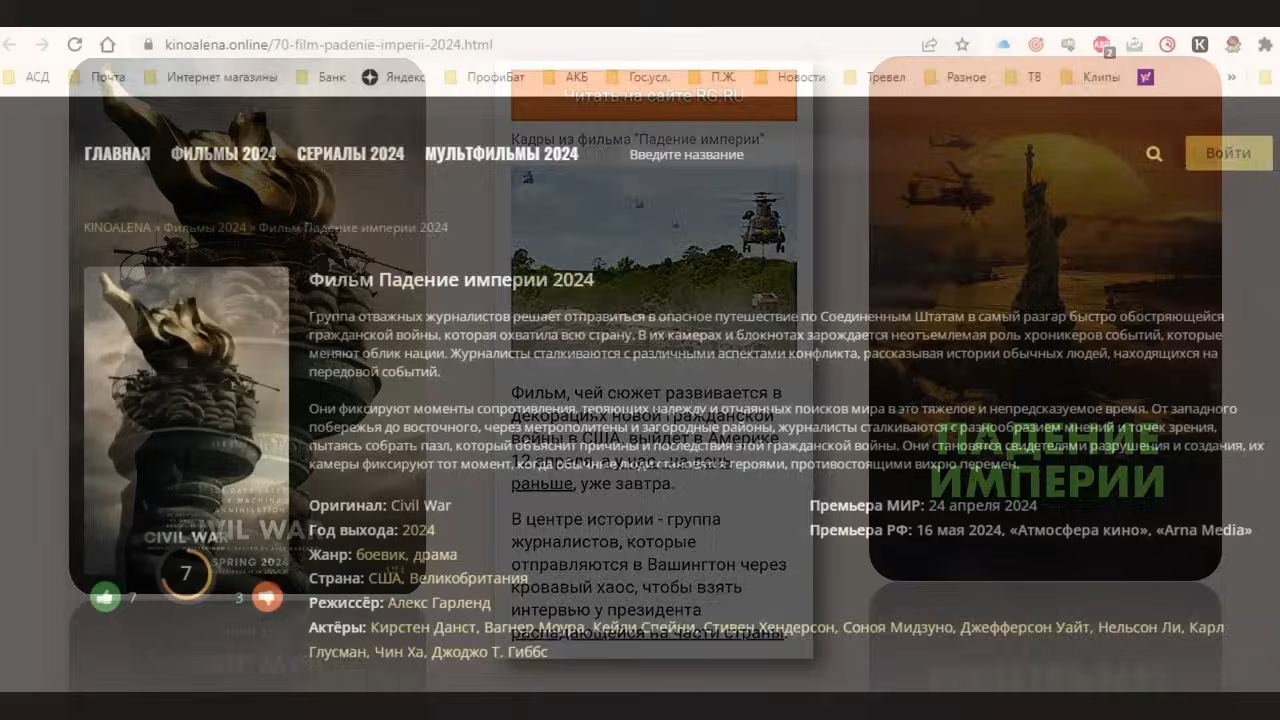 kinoalena.online/70-film-padenie-imperii-2024.html
АСД Почта Интернет магазины Банк Яндекс ПрофиБат АКБ Гос.усл. П.Ж. Новости Тревел Разное ТВ Клипы
Читать на сайте RG.RU
Кадры из фильма "Падение империи"
ГЛАВНАЯ ФИЛЬМЫ 2024 СЕРИАЛЫ 2024 МУЛЬТФИЛЬМЫ 2024 Введите название Войти
KINOALENA » Фильмы 2024 » Фильм Падение империи 2024
Фильм Падение империи 2024
Группа отважных журналистов решает отправиться в опасное путешествие по Соединенным Штатам в самый разгар быстро обостряющейся
гражданской войны, которая охватила всю страну. В их камерах и блокнотах зарождается неотъемлемая роль хроникеров событий, которые
меняют облик нации. Журналисты сталкиваются с различными аспектами конфликта, рассказывая истории обычных людей, находящихся на
передовой событий.
Они фиксируют моменты сопротивления, теряющих надежду и отчаянных поисков мира в это тяжелое и непредсказуемое время. От западного
побережья до восточного, через метрополитены и загородные районы, журналисты сталкиваются с разнообразием мнений и точек зрения,
пытаясь собрать пазл, который объяснит причины и последствия этой гражданской войны. Они становятся свидетелями разрушения и создания, их
камеры фиксируют тот момент, когда обычные люди становятся героями, противостоящими вихрю перемен.
Оригинал: Civil War
Год выхода: 2024
Жанр: боевик, драма
Страна: США, Великобритания
Режиссёр: Алекс Гарленд
Актёры: Кирстен Данст, Вагнер Моура, Кейли Спейни, Стивен Хендерсон, Соноя Мидзуно, Джефферсон Уайт, Нельсон Ли, Карл
Глусман, Чин Ха, Джоджо Т. Гиббс
Премьера МИР: 24 апреля 2024
Премьера РФ: 16 мая 2024, «Атмосфера кино», «Arna Media»
Фильм, чей сюжет развивается в
декорациях новой гражданской
войны в США, выйдет в Америке
12 апреля, а у нас - на день
раньше, уже завтра.
В центре истории - группа
журналистов, которые
отправляются в Вашингтон через
кровавый хаос, чтобы взять
интервью у президента
распадающейся на части страны.
ПАДЕНИЕ
ИМПЕРИИ
CIVIL WAR
SPRING 2024
7
7 3